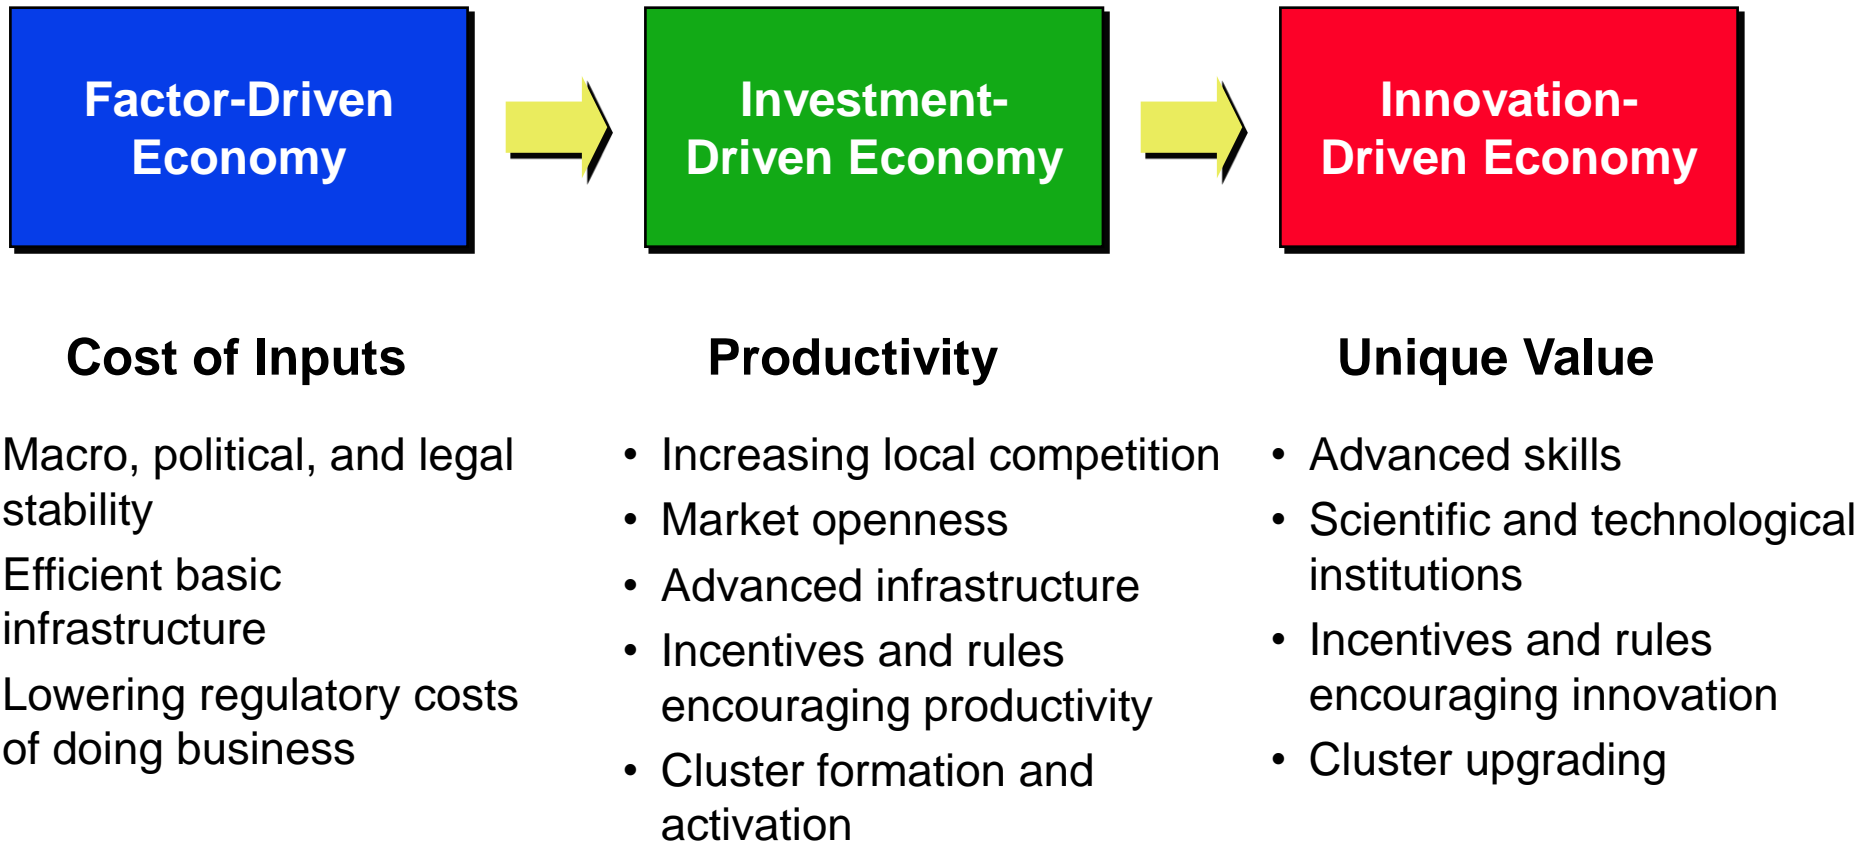 Factor-Driven
Economy
Investment-
Driven Economy
Innovation-
Driven Economy
Cost of Inputs
Macro, political, and legal
stability
Efficient basic
infrastructure
Lowering regulatory costs
of doing business
Productivity
• Increasing local competition
• Market openness
• Advanced infrastructure
• Incentives and rules
encouraging productivity
• Cluster formation and
activation
Unique Value
• Advanced skills
• Scientific and technological
institutions
• Incentives and rules
encouraging innovation
• Cluster upgrading